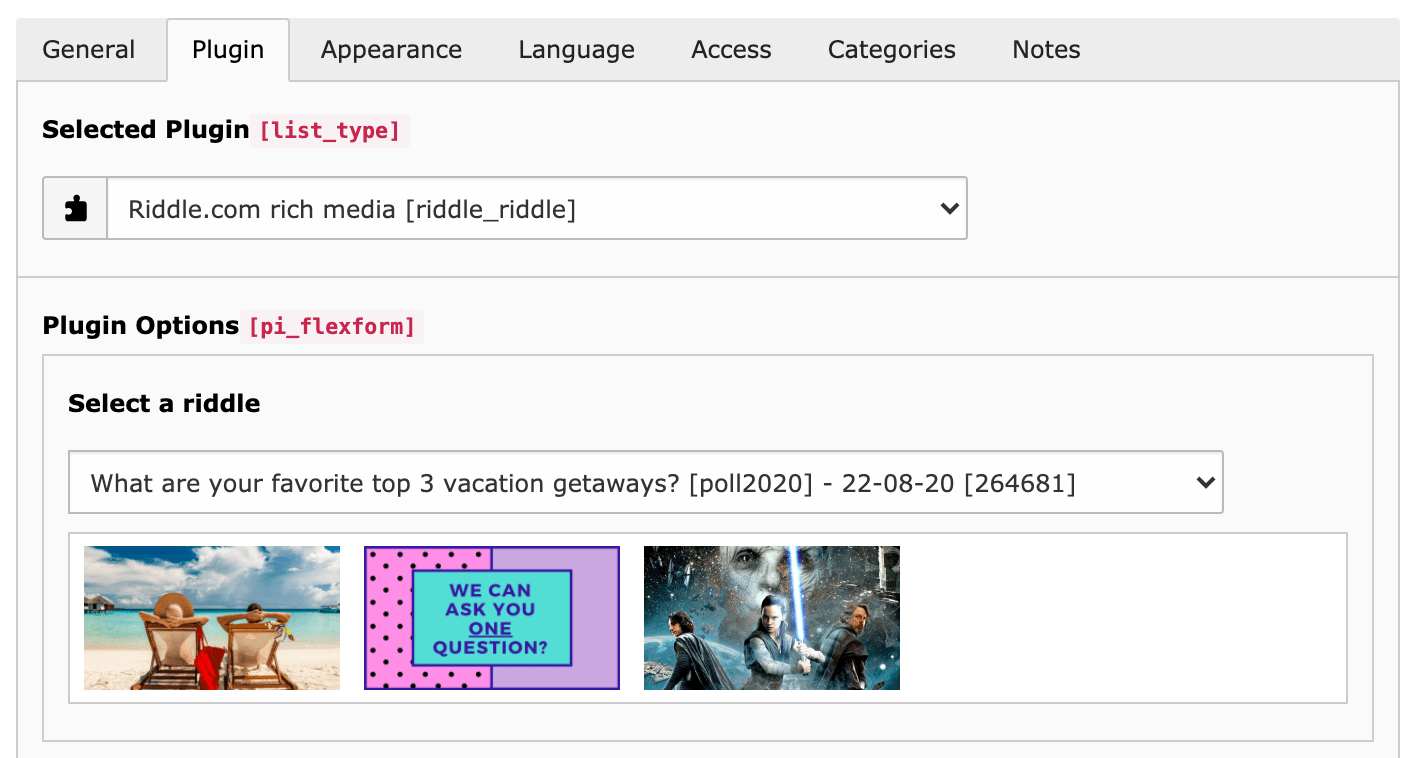 General Plugin Appearance Language Access Categories Notes
Selected Plugin [list_type]
Riddle.com rich media [riddle_riddle]
Plugin Options [pi_flexform]
Select a riddle
What are your favorite top 3 vacation getaways? [poll2020] - 22-08-20 [264681]
WE CAN
ASK YOU
ONE
QUESTION?